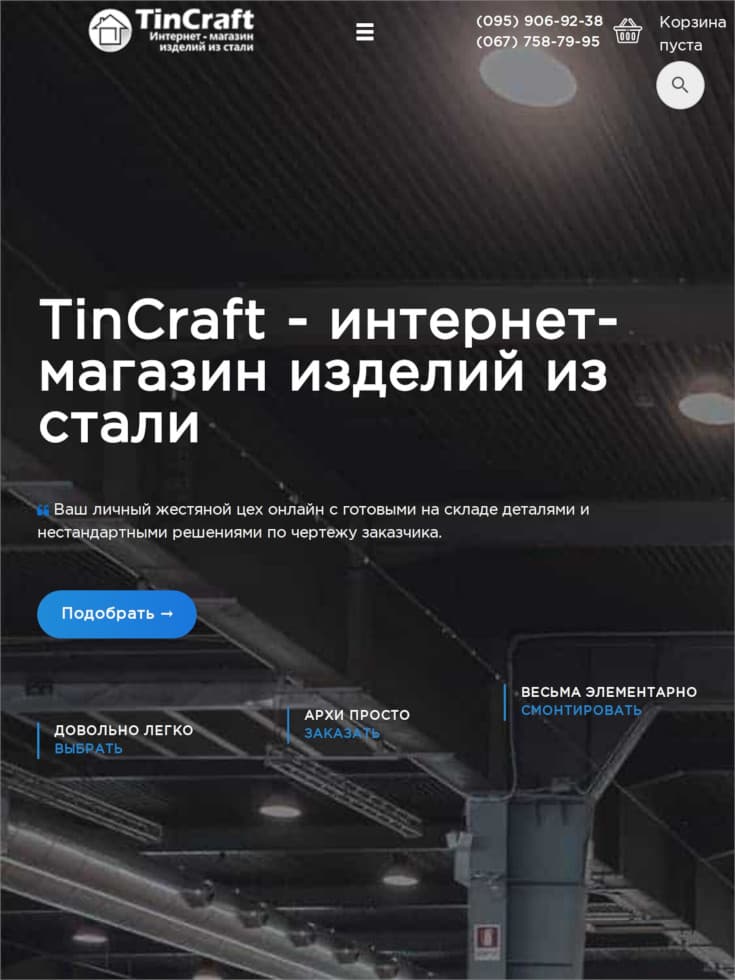 TinCraft
Интернет - магазин
изделий из стали
(095) 906-92-38
(067) 758-79-95
Корзина
пуста
TinCraft - интернет-
магазин изделий из
стали
Ваш личный жестяной цех онлайн с готовыми на складе деталями и
нестандартными решениями по чертежу заказчика.
Подобрать →
ДОВОЛЬНО ЛЕГКО
ВЫБРАТЬ
АРХИ ПРОСТО
ЗАКАЗАТЬ
ВЕСЬМА ЭЛЕМЕНТАРНО
СМОНТИРОВАТЬ